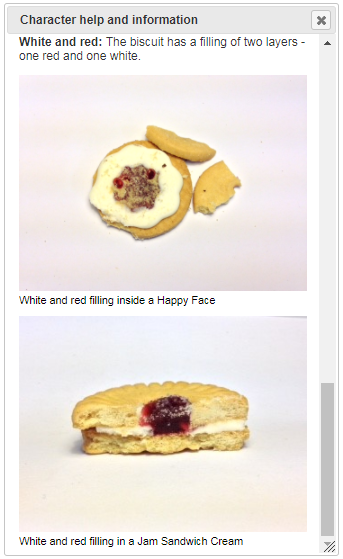 Character help and information
White and red: The biscuit has a filling of two layers -
one red and one white.
White and red filling inside a Happy Face
White and red filling in a Jam Sandwich Cream